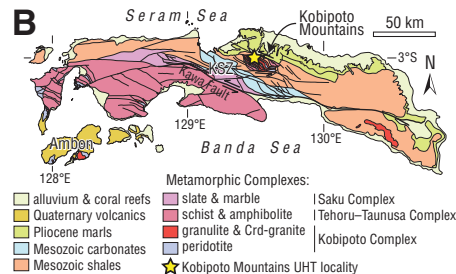 B
Seram Sea
Kobipoto
Mountains
50 km
3°S
N
KSZ
Kawa Fault
129°E
130°E
Banda Sea
Ambon
128°E
alluvium & coral reefs
Quaternary volcanics
Pliocene marls
Mesozoic carbonates
Mesozoic shales
Metamorphic Complexes:
slate & marble
schist & amphibolite
granulite & Crd-granite
peridotite
Kobipoto Mountains UHT locality
Saku Complex
Tehoru–Taunusa Complex
Kobipoto Complex